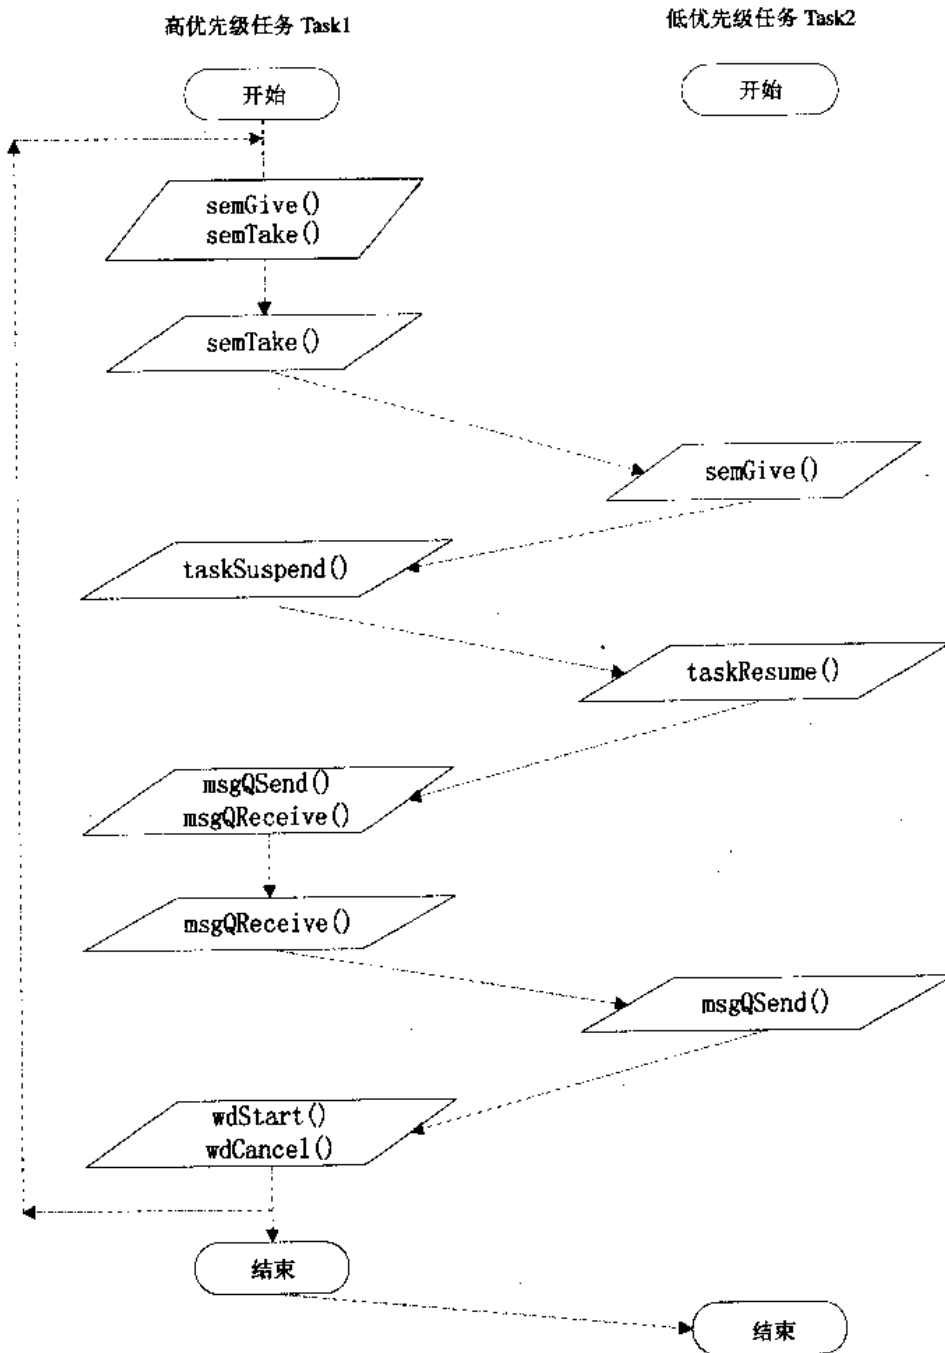 高优先级任务 Task1
低优先级任务 Task2
开始
开始
semGive()
semTake()
semTake()
semGive()
taskSuspend()
taskResume()
msgQSend()
msgQReceive()
msgQReceive()
msgQSend()
wdStart()
wdCancel()
结束
结束